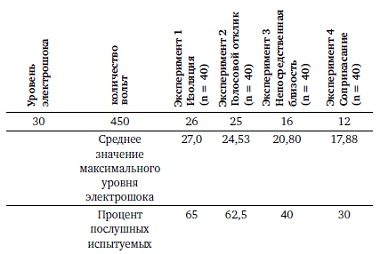 Уровень
электрошока
количество
вольт
Эксперимент 1
Изоляция
(n = 40)
Эксперимент 2
Голосовой отклик
(n = 40)
Эксперимент 3
Непосредственная
близость
(n = 40)
Эксперимент 4
Соприкасание
(n = 40)
30 450 26 25 16 12
Среднее 27,0 24,53 20,80 17,88
значение
максимального
уровня
электрошока
Процент 65 62,5 40 30
послушных
испытуемых